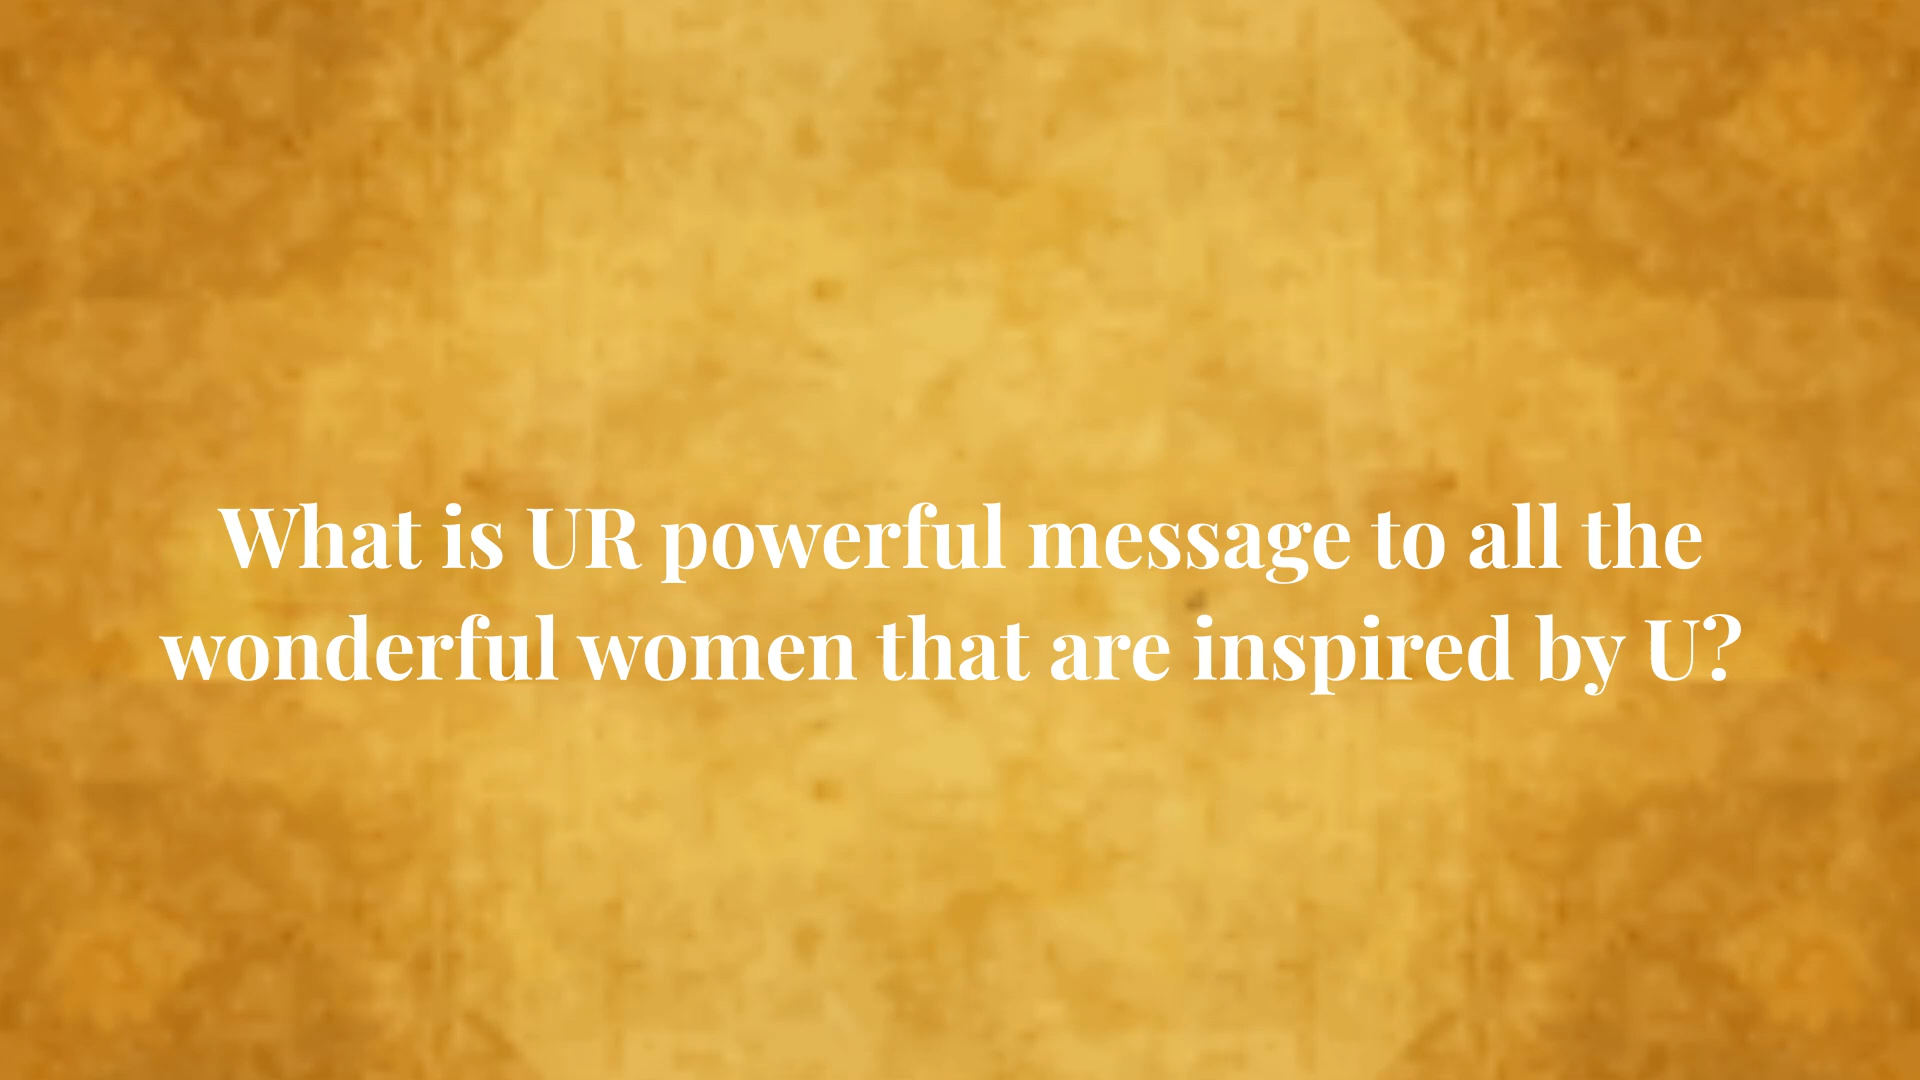 What is UR powerful message to all the
wonderful women that are inspired by U?